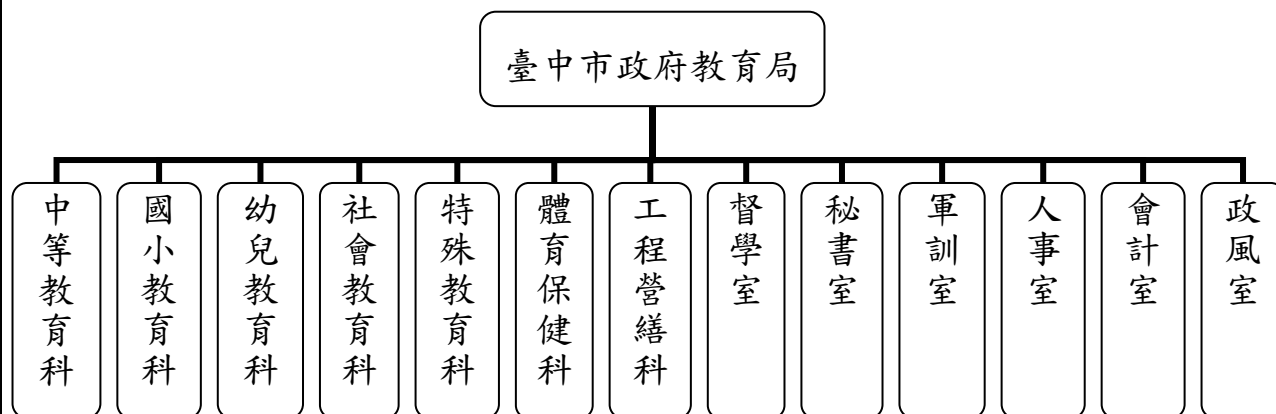 臺中市政府教育局
中等教育科
國小教育科
幼兒教育科
社會教育科
特殊教育科
體育保健科
工程營繕科
督學室
秘書室
軍訓室
人事室
會計室
政風室